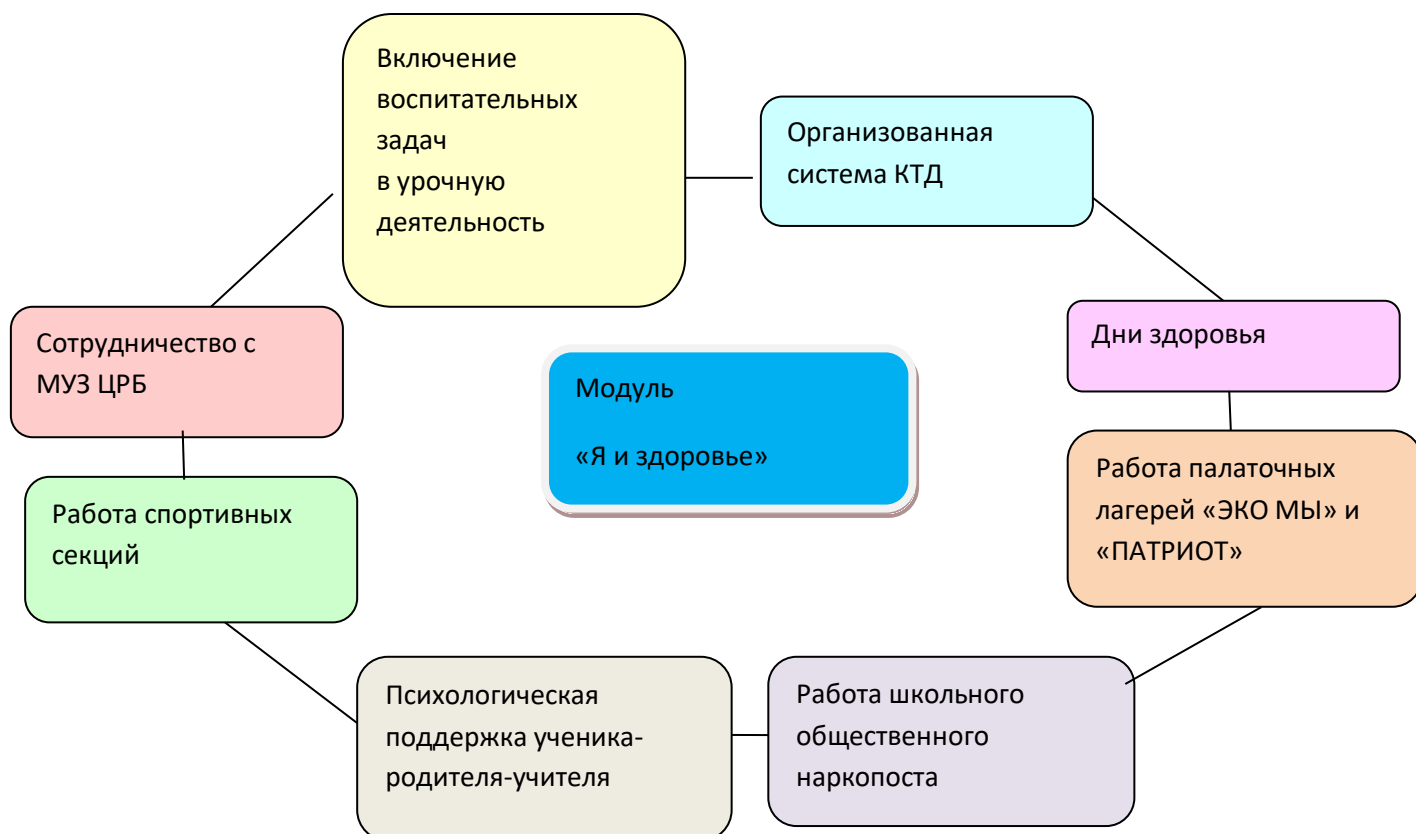 Включение
воспитательных
задач
в урочную
деятельность
Организованная
система КТД
Сотрудничество с
МУЗ ЦРБ
Дни здоровья
Модуль
«Я и здоровье»
Работа палаточных
лагерей «ЭКО МЫ» и
«ПАТРИОТ»
Работа спортивных
секций
Психологическая
поддержка ученика-
родителя-учителя
Работа школьного
общественного
наркопоста